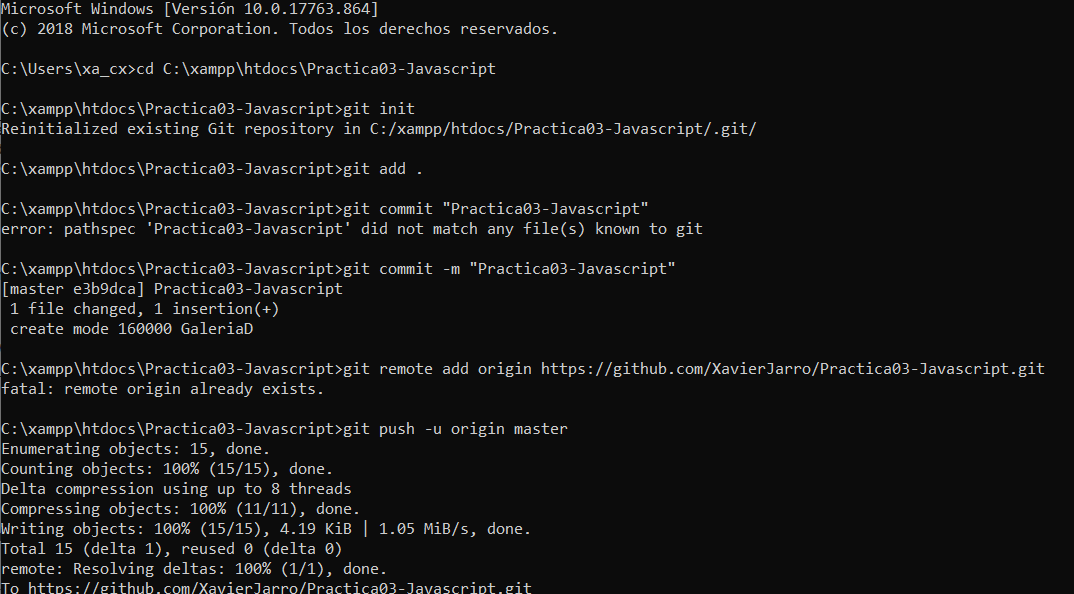 Microsoft Windows [Versión 10.0.17763.864]
(c) 2018 Microsoft Corporation. Todos los derechos reservados.
C:\Users\xa_cx>cd C:\xampp\htdocs\Practica03-Javascript
C:\xampp\htdocs\Practica03-Javascript>git init
Reinitialized existing Git repository in C:/xampp/htdocs/Practica03-Javascript/.git/
C:\xampp\htdocs\Practica03-Javascript>git add .
C:\xampp\htdocs\Practica03-Javascript>git commit "Practica03-Javascript"
error: pathspec 'Practica03-Javascript' did not match any file(s) known to git
C:\xampp\htdocs\Practica03-Javascript>git commit -m "Practica03-Javascript"
[master e3b9dca] Practica03-Javascript
1 file changed, 1 insertion(+)
create mode 160000 GaleriaD
C:\xampp\htdocs\Practica03-Javascript>git remote add origin https://github.com/XavierJarro/Practica03-Javascript.git
fatal: remote origin already exists.
C:\xampp\htdocs\Practica03-Javascript>git push -u origin master
Enumerating objects: 15, done.
Counting objects: 100% (15/15), done.
Delta compression using up to 8 threads
Compressing objects: 100% (11/11), done.
Writing objects: 100% (15/15), 4.19 KiB | 1.05 MiB/s, done.
Total 15 (delta 1), reused 0 (delta 0)
remote: Resolving deltas: 100% (1/1), done.
To https://github.com/XavierJarro/Practica03-Javascript.git